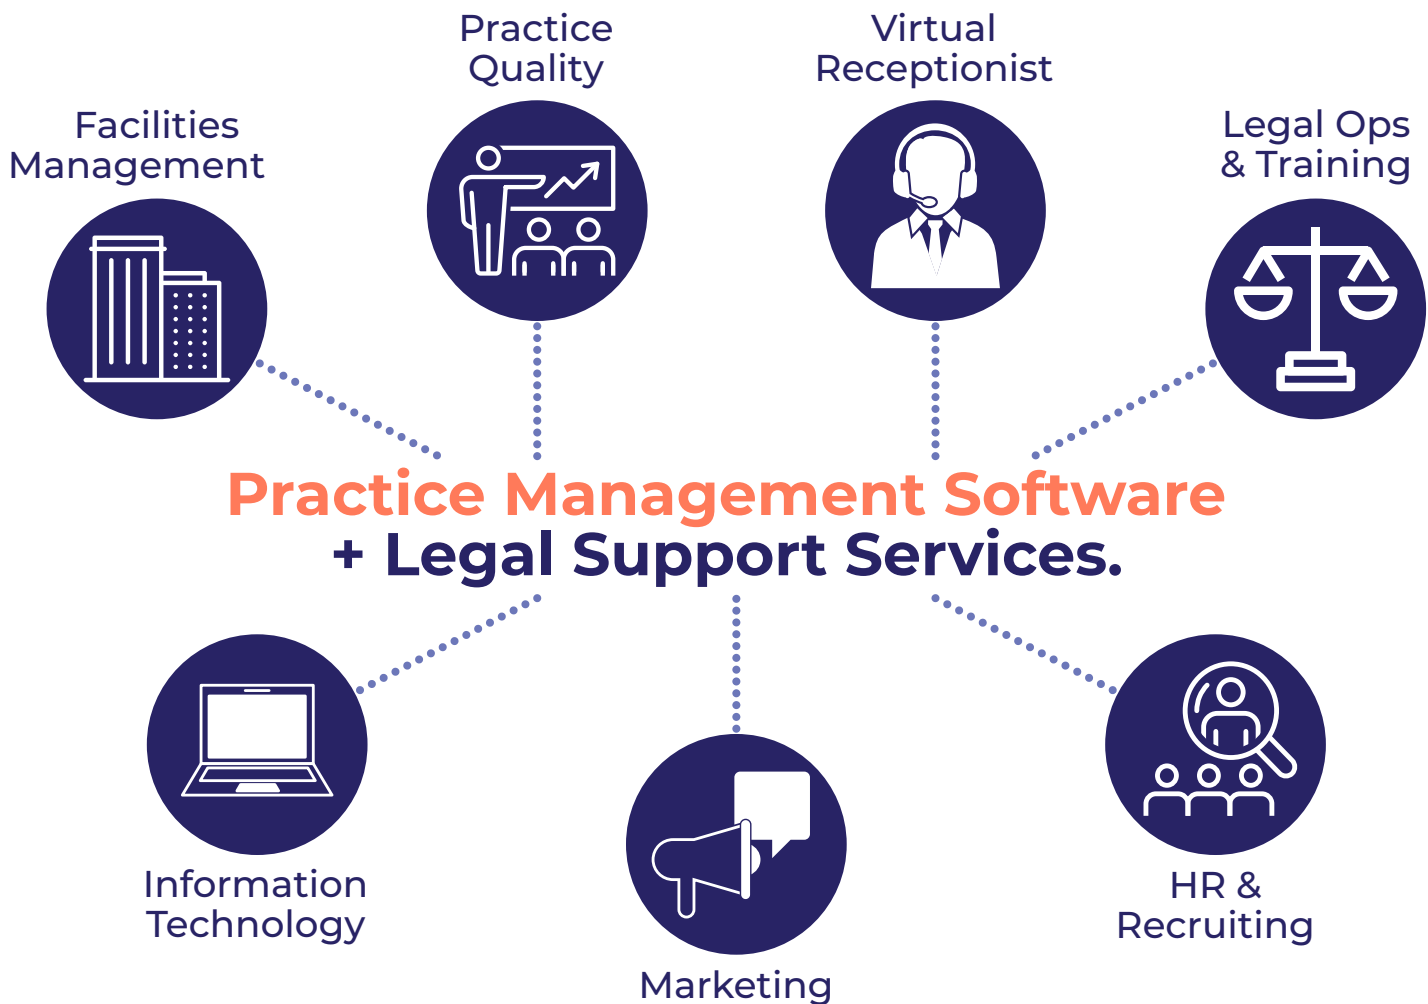 Practice
Quality
Virtual
Receptionist
Facilities
Management
Legal Ops
& Training
Practice Management Software
+ Legal Support Services.
Information
Technology
HR &
Recruiting
Marketing